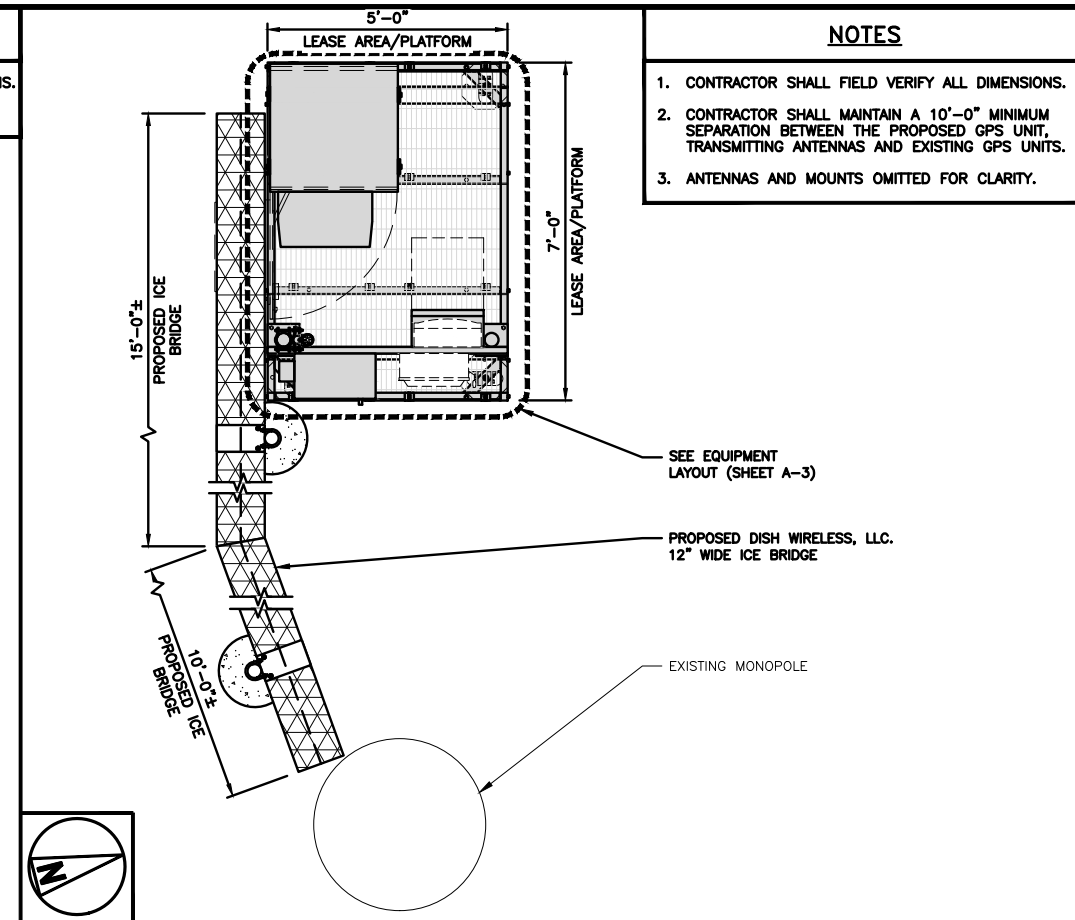 5'-0"
LEASE AREA/PLATFORM
NOTES
NS.
1. CONTRACTOR SHALL FIELD VERIFY ALL DIMENSIONS.
2. CONTRACTOR SHALL MAINTAIN A 10'-0" MINIMUM
SEPARATION BETWEEN THE PROPOSED GPS UNIT,
TRANSMITTING ANTENNAS AND EXISTING GPS UNITS.
3. ANTENNAS AND MOUNTS OMITTED FOR CLARITY.
7'-0"
LEASE AREA/PLATFORM
15'-0"±
PROPOSED ICE
BRIDGE
SEE EQUIPMENT
LAYOUT (SHEET A-3)
PROPOSED DISH WIRELESS, LLC.
12" WIDE ICE BRIDGE
10'-0"±
PROPOSED ICE
BRIDGE
EXISTING MONOPOLE
N